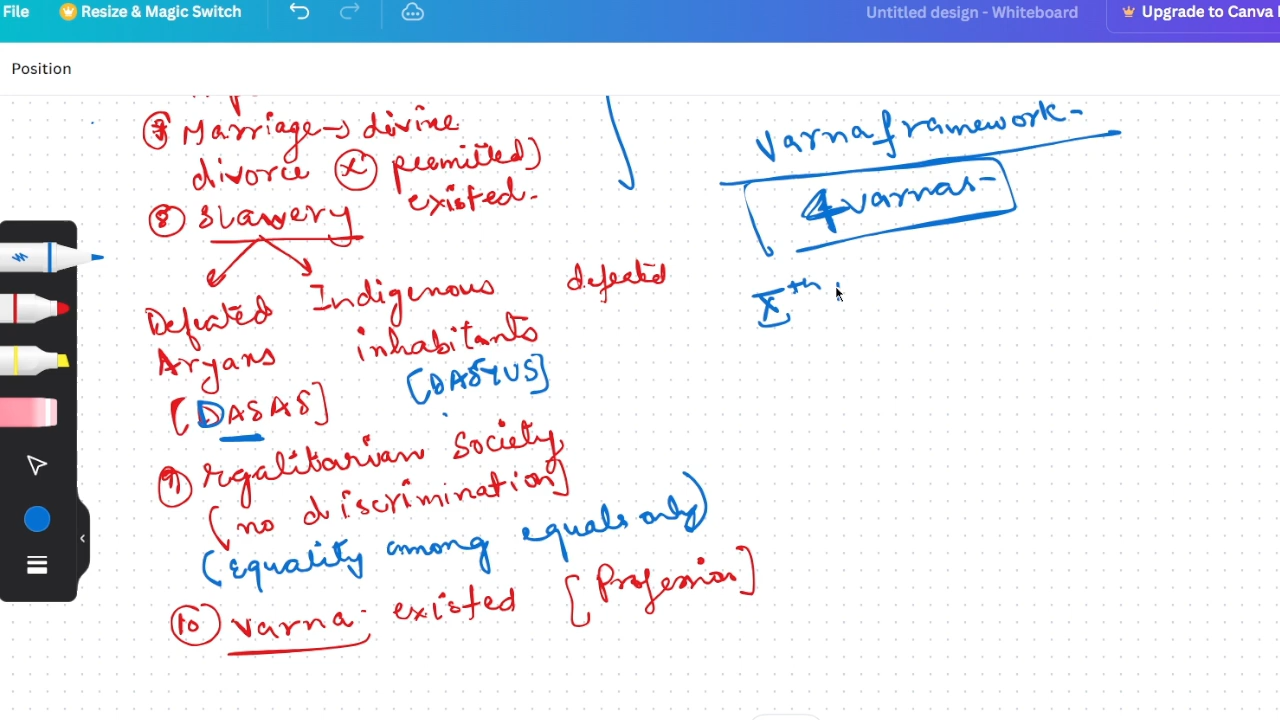 File Resize & Magic Switch Untitled design - Whiteboard Upgrade to Canva
Position
⑦ Marriage → divine
divorce ⓧ permitted)
existed.
⑧ Slavery
Defeated Aryans
[DASAS]
Indigenous defeated
inhabitants
[DASYUS]
⑨ Egalitarian Society
[no discrimination]
(equality among equals only)
⑩ varna existed [Profession]
Varna framework -
4 varnas -
Xth